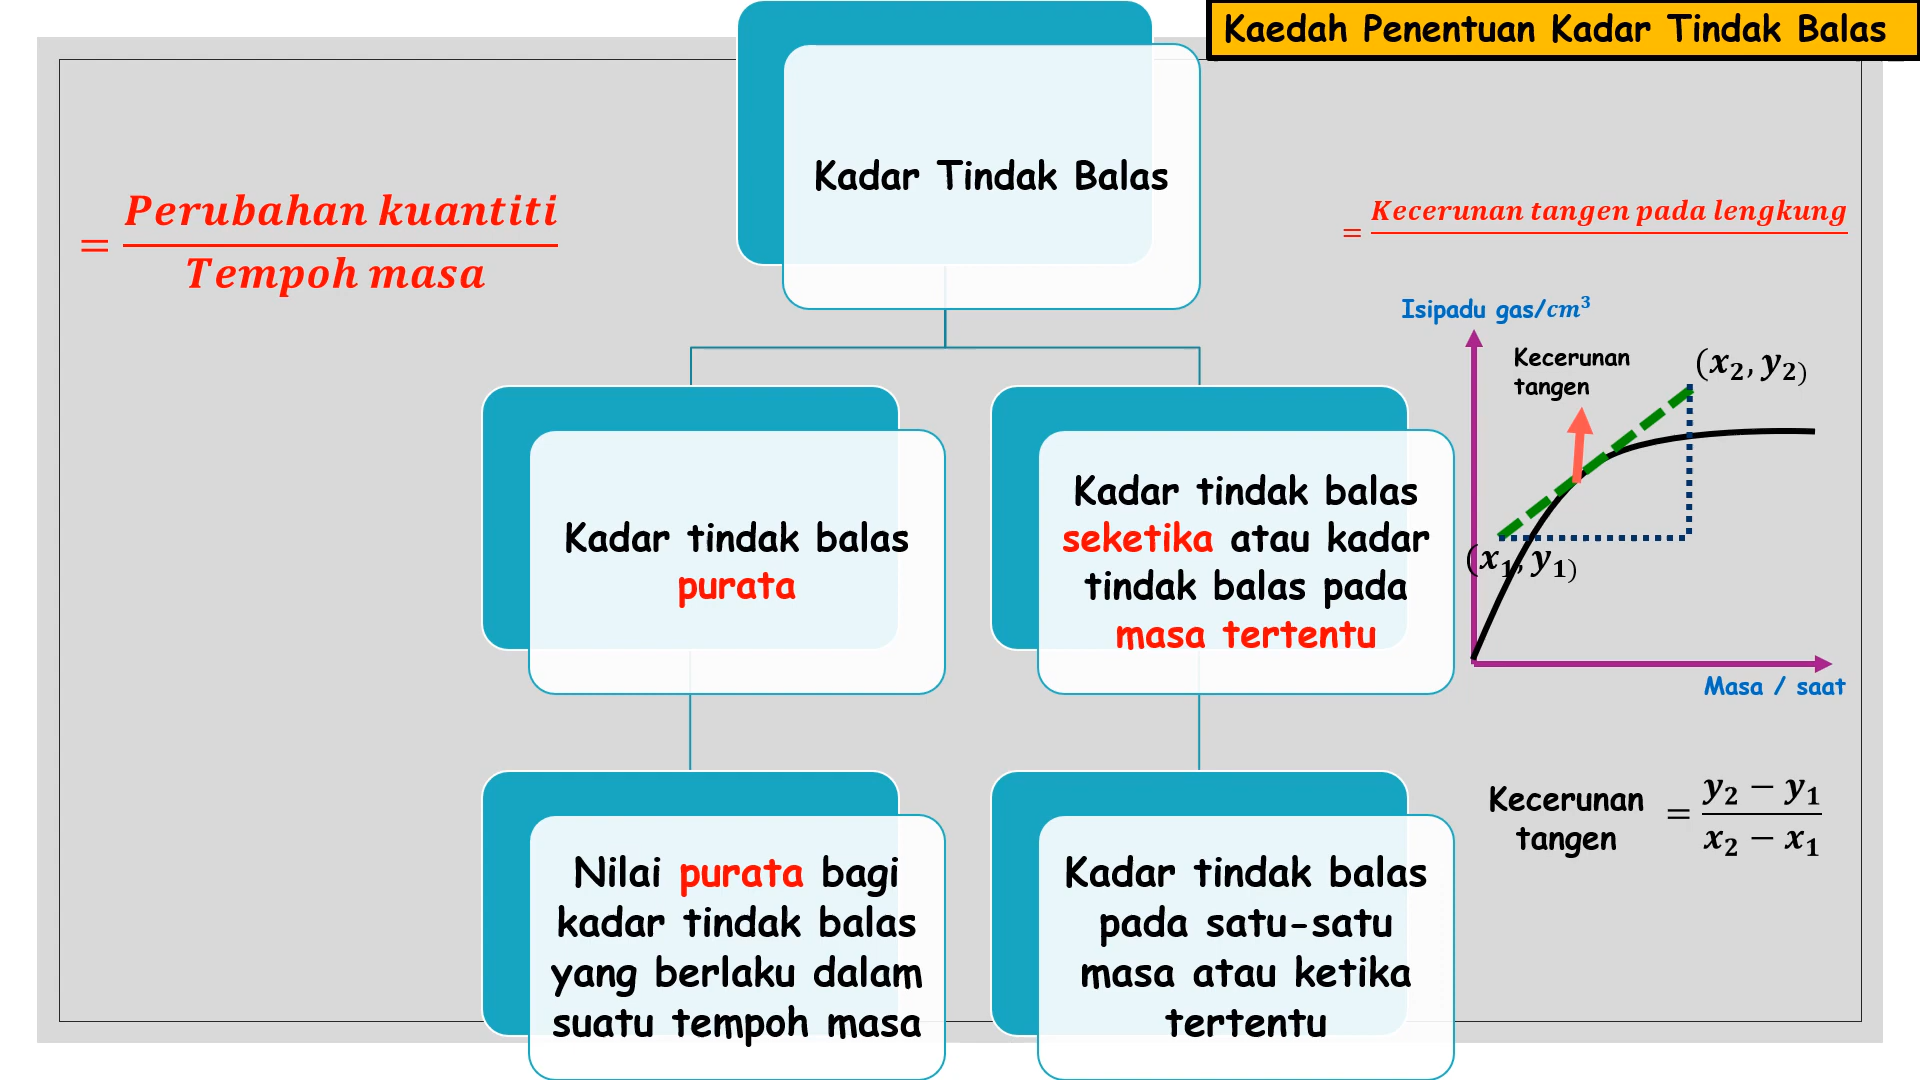 Kaedah Penentuan Kadar Tindak Balas
Kadar Tindak Balas
= Perubahan kuantiti / Tempoh masa
= Kecerunan tangen pada lengkung
Isipadu gas/cm³
Kecerunan
tangen
(x₂, y₂)
(x₁, y₁)
Masa / saat
Kadar tindak balas
purata
Kadar tindak balas
seketika atau kadar
tindak balas pada
masa tertentu
Kecerunan
tangen
= y₂ − y₁ / x₂ − x₁
Nilai purata bagi
kadar tindak balas
yang berlaku dalam
suatu tempoh masa
Kadar tindak balas
pada satu-satu
masa atau ketika
tertentu